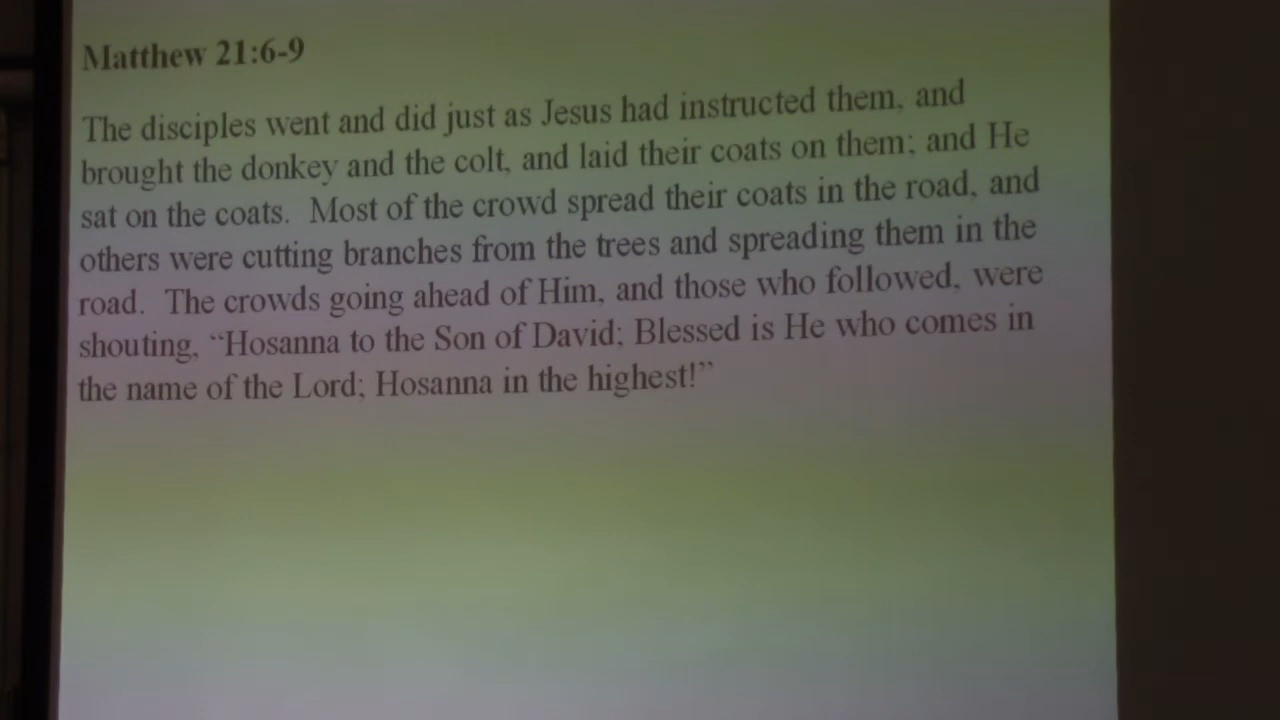 Matthew 21:6-9
The disciples went and did just as Jesus had instructed them, and
brought the donkey and the colt, and laid their coats on them; and He
sat on the coats.  Most of the crowd spread their coats in the road, and
others were cutting branches from the trees and spreading them in the
road.  The crowds going ahead of Him, and those who followed, were
shouting, “Hosanna to the Son of David; Blessed is He who comes in
the name of the Lord; Hosanna in the highest!”